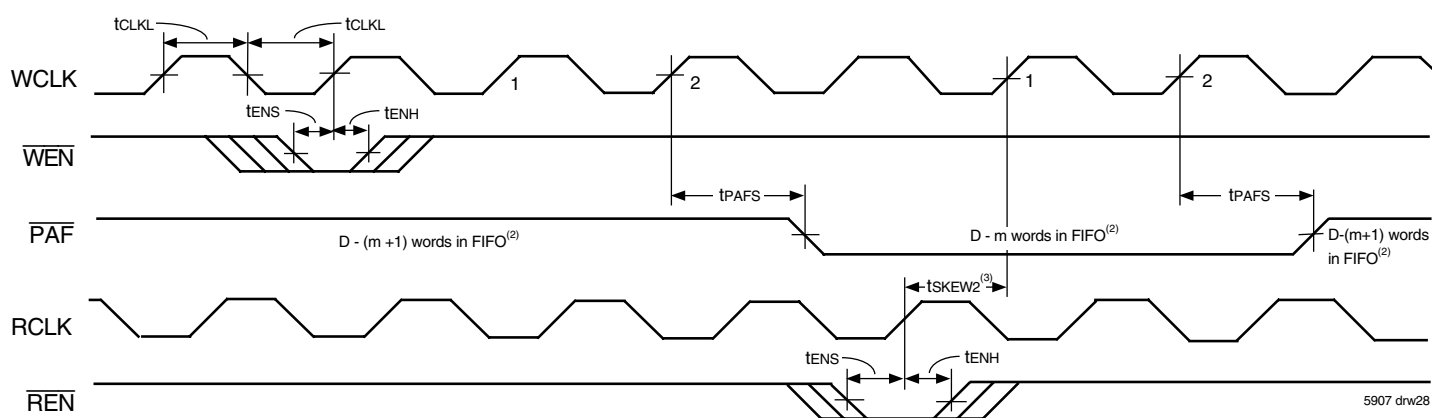 tCLKL tCLKL
WCLK 1 2 1 2
tENS tENH
WEN
tPAFS tPAFS
PAF
D - (m +1) words in FIFO(2) D - m words in FIFO(2) D-(m+1) words
in FIFO(2)
tSKEW2(3)
RCLK
tENS tENH
REN
5907 drw28